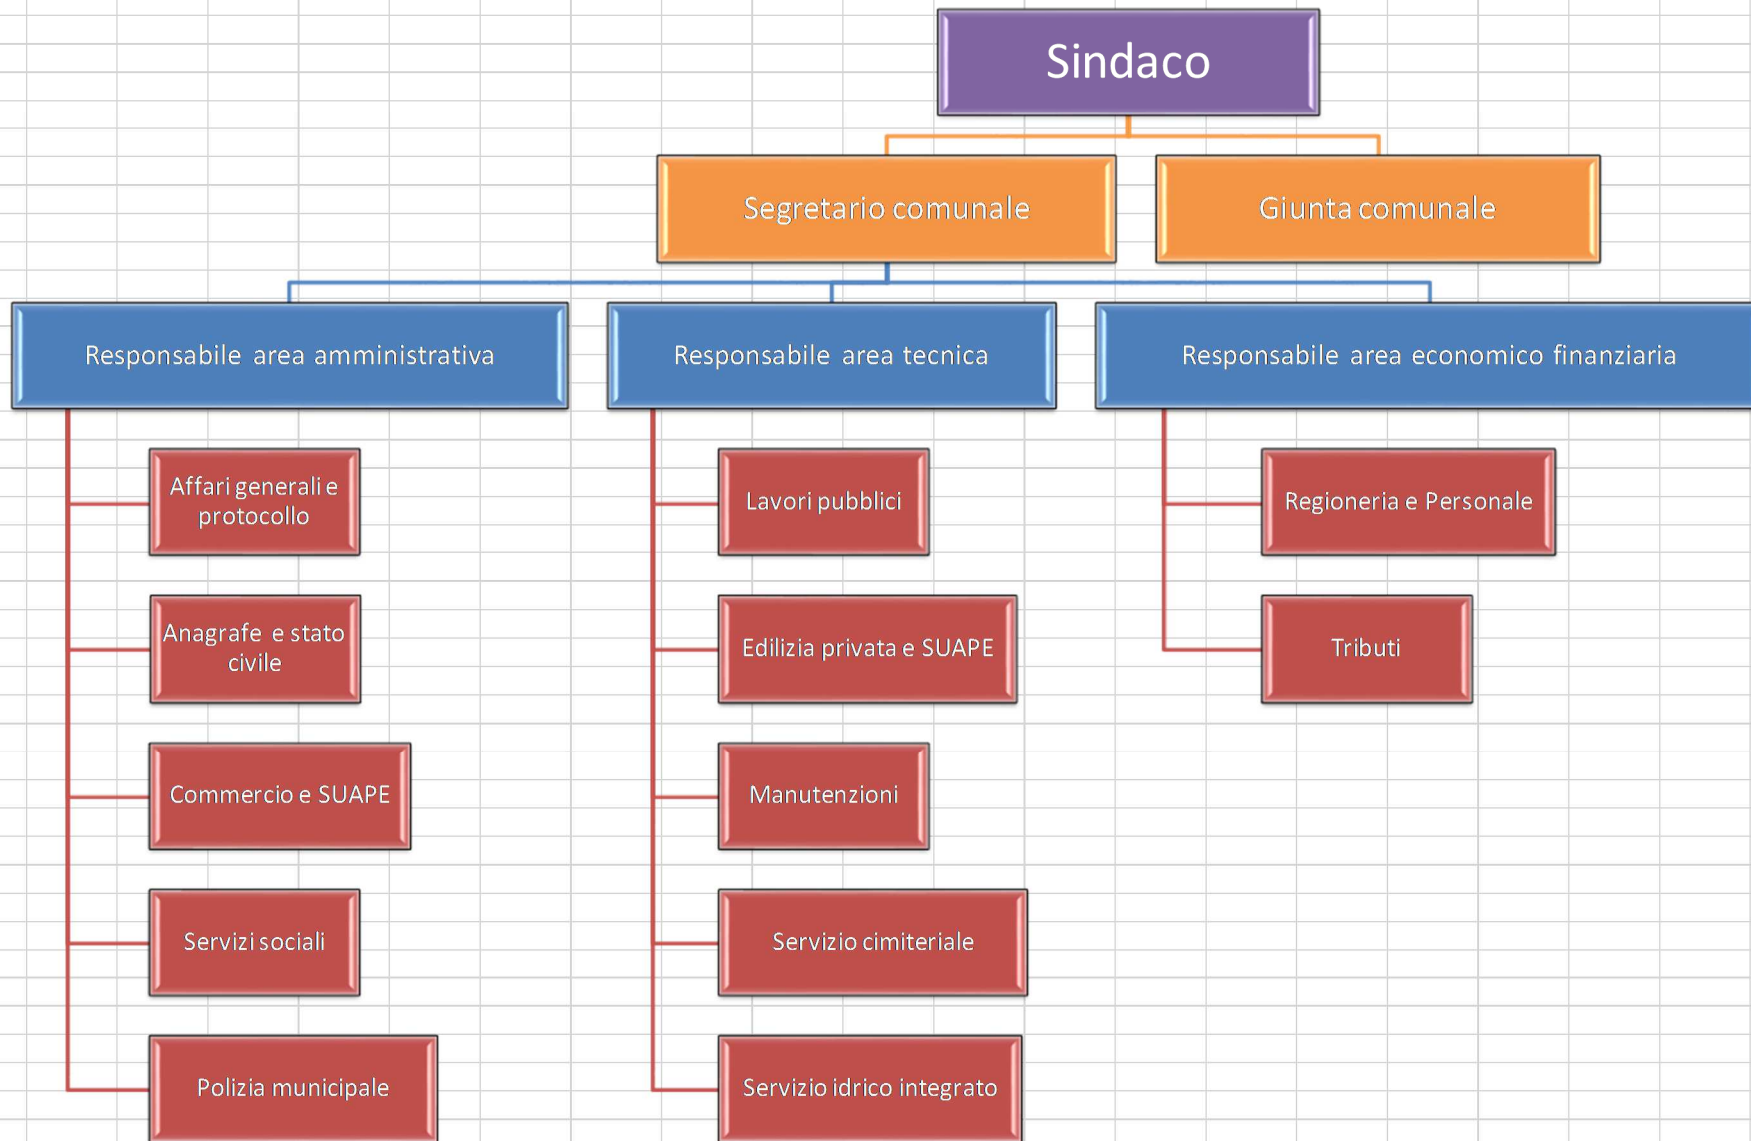 Sindaco
Segretario comunale
Giunta comunale
Responsabile area amministrativa
Responsabile area tecnica
Responsabile area economico finanziaria
Affari generali e
protocollo
Anagrafe e stato
civile
Commercio e SUAPE
Servizi sociali
Polizia municipale
Lavori pubblici
Edilizia privata e SUAPE
Manutenzioni
Servizio cimiteriale
Servizio idrico integrato
Regioneria e Personale
Tributi